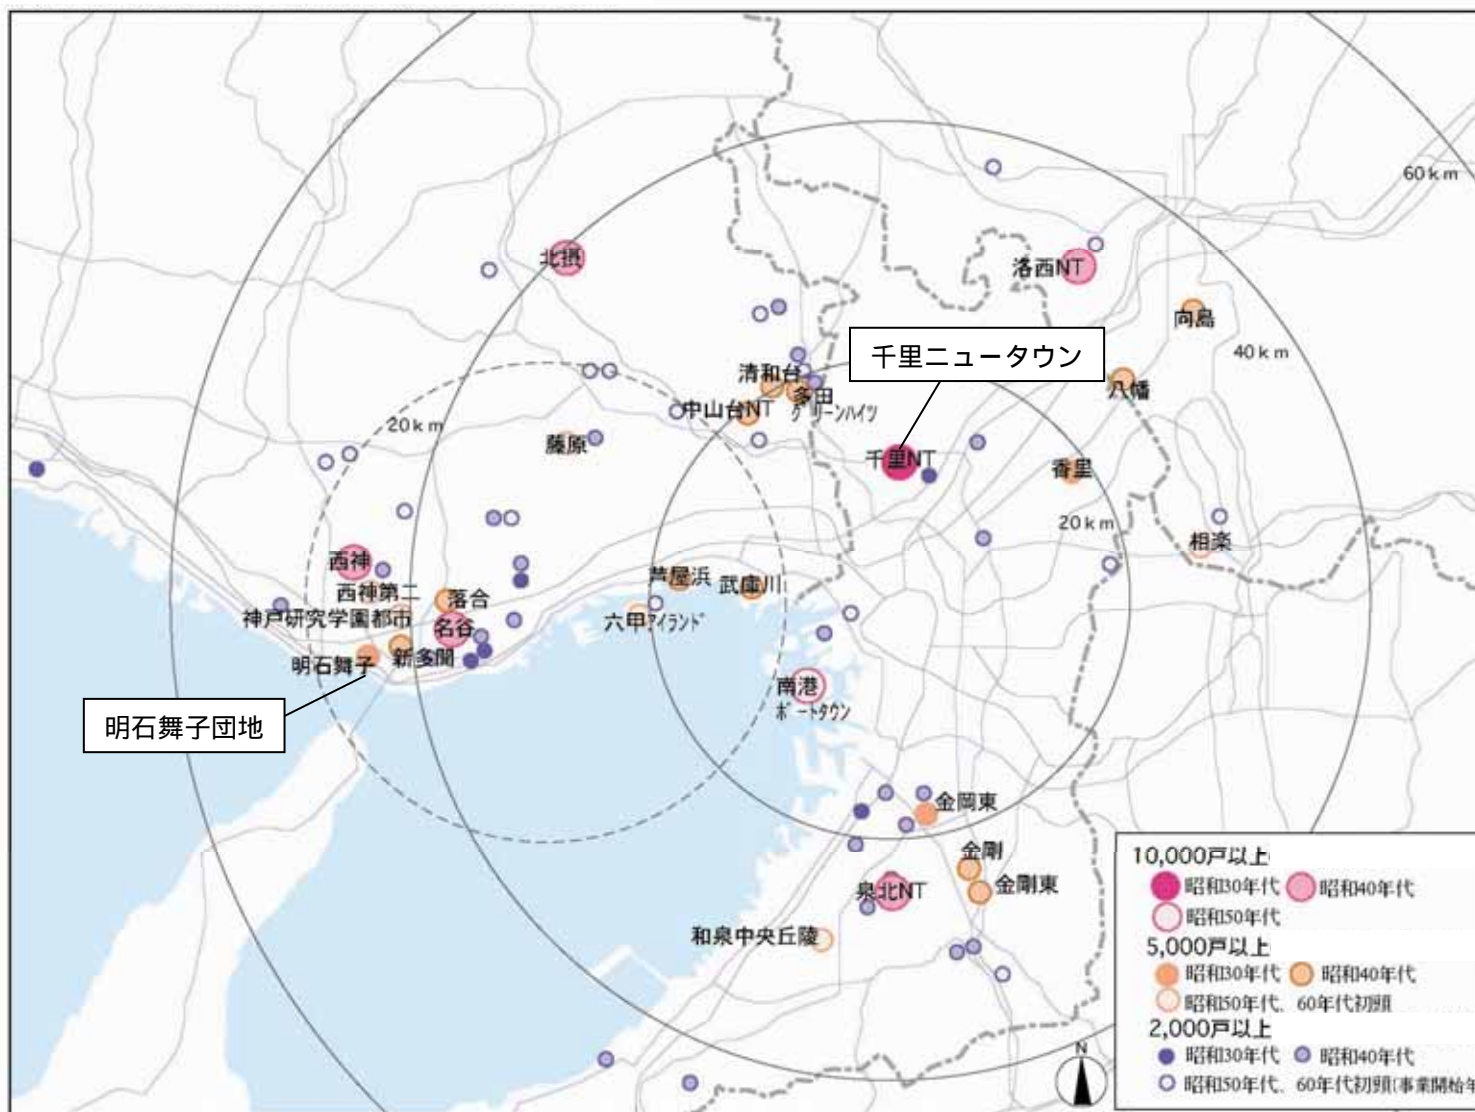 60km
北摂
洛西NT
向島
40km
千里ニュータウン
清和台
多田
グリーンハイツ
八幡
中山台NT
20km
藤原
千里NT
香里
20km
相楽
西神
芦屋浜
武庫川
西神第二
落合
神戸研究学園都市
六甲アイランド
名谷
新多聞
明石舞子
南港
ポートタウン
明石舞子団地
金岡東
金剛
金剛東
泉北NT
和泉中央丘陵
N
10,000戸以上
昭和30年代 昭和40年代
昭和50年代
5,000戸以上
昭和30年代 昭和40年代
昭和50年代、60年代初頭
2,000戸以上
昭和30年代 昭和40年代
昭和50年代、60年代初頭(事業開始年